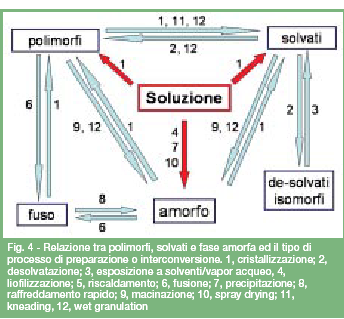 1, 11, 12
polimorfi
solvati
2, 12
1
1
Soluzione
6
1
9, 12
1
4
7
10
9, 12
1
2
3
de-solvati
isomorfi
8
fuso
amorfo
6
Fig. 4 - Relazione tra polimorfi, solvati e fase amorfa ed il tipo di
processo di preparazione o interconversione. 1, cristallizzazione; 2,
desolvatazione; 3, esposizione a solventi/vapor acqueo, 4,
liofilizzazione; 5, riscaldamento; 6, fusione; 7, precipitazione; 8,
raffreddamento rapido; 9, macinazione; 10, spray drying; 11,
kneading, 12, wet granulation